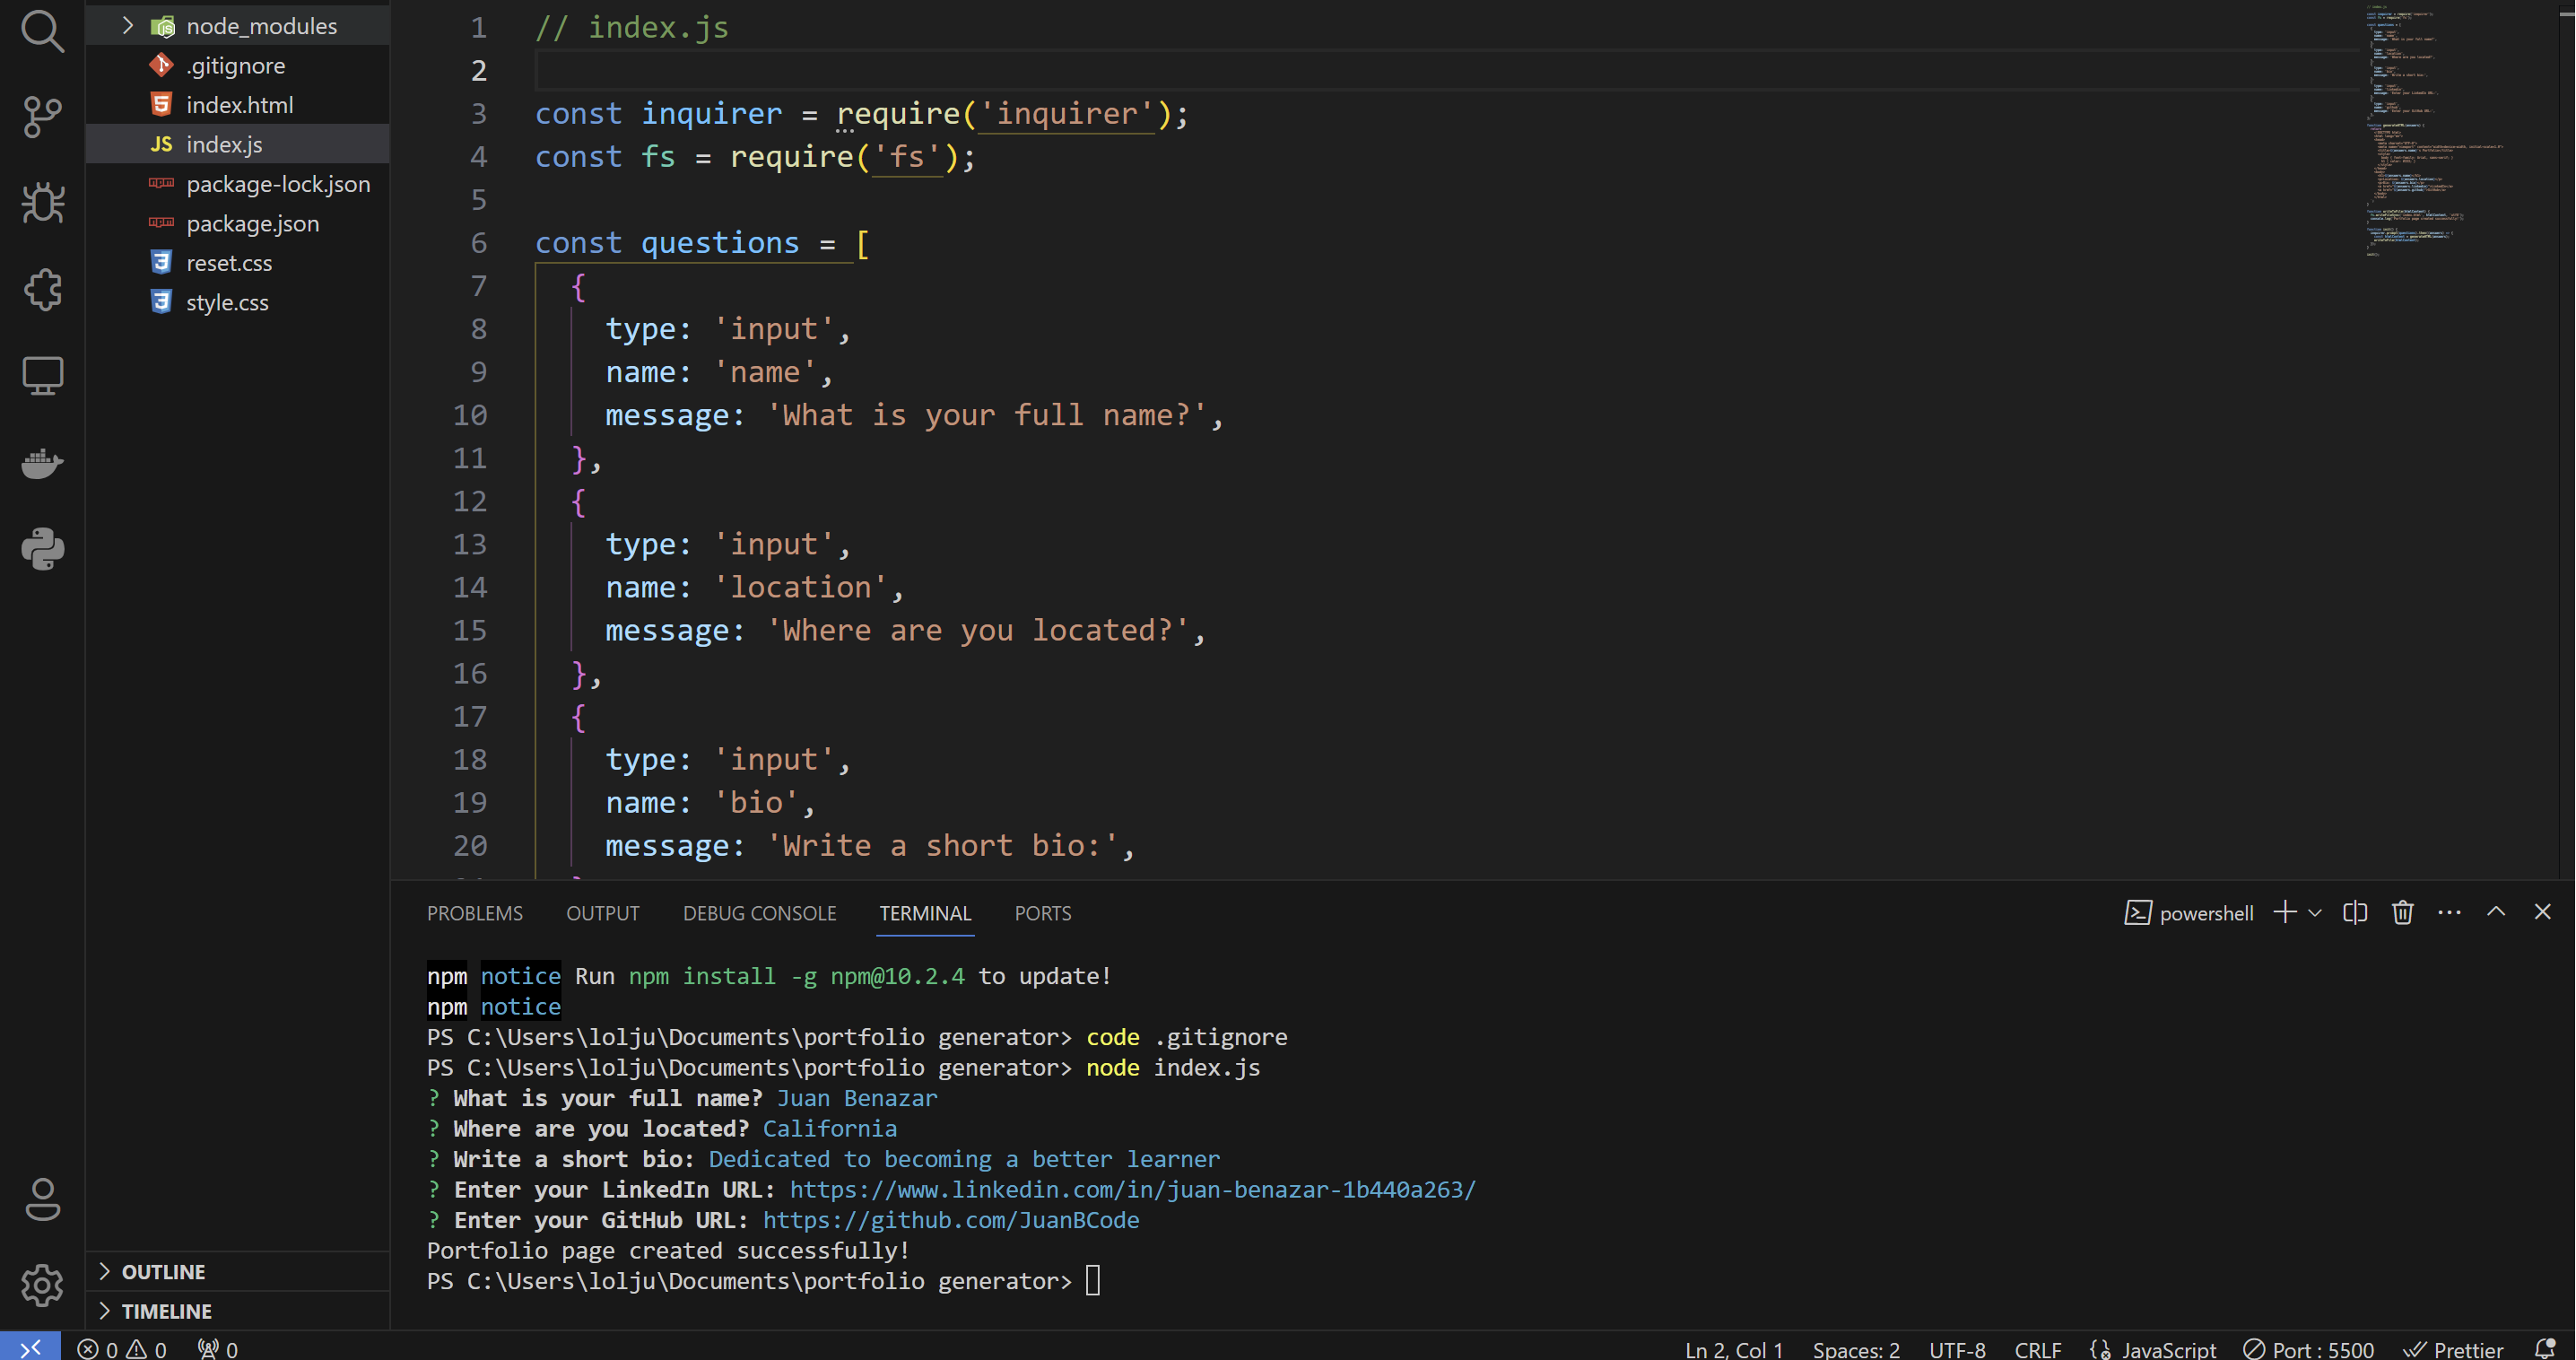 node_modules
.gitignore
index.html
JS index.js
package-lock.json
package.json
reset.css
style.css
OUTLINE
TIMELINE
1 // index.js
2
3 const inquirer = require('inquirer');
4 const fs = require('fs');
5
6 const questions = [
7 {
8 type: 'input',
9 name: 'name',
10 message: 'What is your full name?',
11 },
12 {
13 type: 'input',
14 name: 'location',
15 message: 'Where are you located?',
16 },
17 {
18 type: 'input',
19 name: 'bio',
20 message: 'Write a short bio:',
PROBLEMS OUTPUT DEBUG CONSOLE TERMINAL PORTS powershell
npm notice Run npm install -g npm@10.2.4 to update!
npm notice
PS C:\Users\lolju\Documents\portfolio generator> code .gitignore
PS C:\Users\lolju\Documents\portfolio generator> node index.js
? What is your full name? Juan Benazar
? Where are you located? California
? Write a short bio: Dedicated to becoming a better learner
? Enter your LinkedIn URL: https://www.linkedin.com/in/juan-benazar-1b440a263/
? Enter your GitHub URL: https://github.com/JuanBCode
Portfolio page created successfully!
PS C:\Users\lolju\Documents\portfolio generator>
0 0 0 Ln 2, Col 1 Spaces: 2 UTF-8 CRLF JavaScript Port : 5500 Prettier